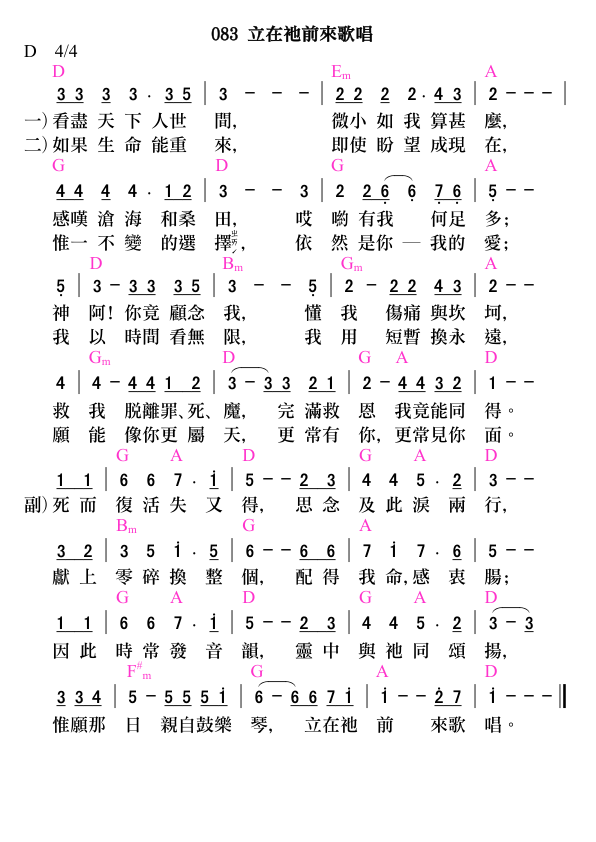 083 立在祂前來歌唱
D 4/4
D Em A
3 3 3 3 . 3 5 | 3 - - - | 2 2 2 2 . 4 3 | 2 - - - |
一) 看盡 天 下 人世 間, 微小 如 我 算甚 麼,
二) 如果 生 命 能重 來, 即使 盼 望 成現 在,
G D G A
4 4 4 4 . 1 2 | 3 - - 3 | 2 2 6 6 7 6 | 5 - -
感嘆 滄 海 和桑 田, 哎 喲 有我 何足 多;
惟一 不 變 的選 擇ㄓㄞˊ, 依 然 是你 一 我的 愛;
D Bm Gm A
5 | 3 - 3 3 3 5 | 3 - - 5 | 2 - 2 2 4 3 | 2 - -
神 阿! 你竟 顧念 我, 懂 我 傷痛 與坎 坷,
我 以 時間 看無 限, 我 用 短暫 換永 遠,
Gm D G A D
4 | 4 - 4 4 1 2 | 3 - 3 3 2 1 | 2 - 4 4 3 2 | 1 - -
救 我 脱離罪、死、魔, 完 滿救 恩 我竟能同 得。
願 能 像你更 屬 天, 更 常有 你, 更常見你 面。
G A D G A D
1 1 | 6 6 7 . i | 5 - - 2 3 | 4 4 5 . 2 | 3 - -
副) 死 而 復 活 失 又 得, 思 念 及 此 淚 兩 行,
Bm G A
3 2 | 3 5 i . 5 | 6 - - 6 6 | 7 i 7 . 6 | 5 - -
獻 上 零 碎 換 整 個, 配 得 我 命, 感 衷 腸;
G A D G A D
1 1 | 6 6 7 . i | 5 - - 2 3 | 4 4 5 . 2 | 3 - 3
因 此 時 常 發 音 韻, 靈 中 與 祂 同 頌 揚,
F#m G A D
3 3 4 | 5 - 5 5 5 i | 6 - 6 6 7 i | i - - 2 7 | i - - -
惟願那 日 親自鼓樂 琴, 立在祂 前 來歌 唱。